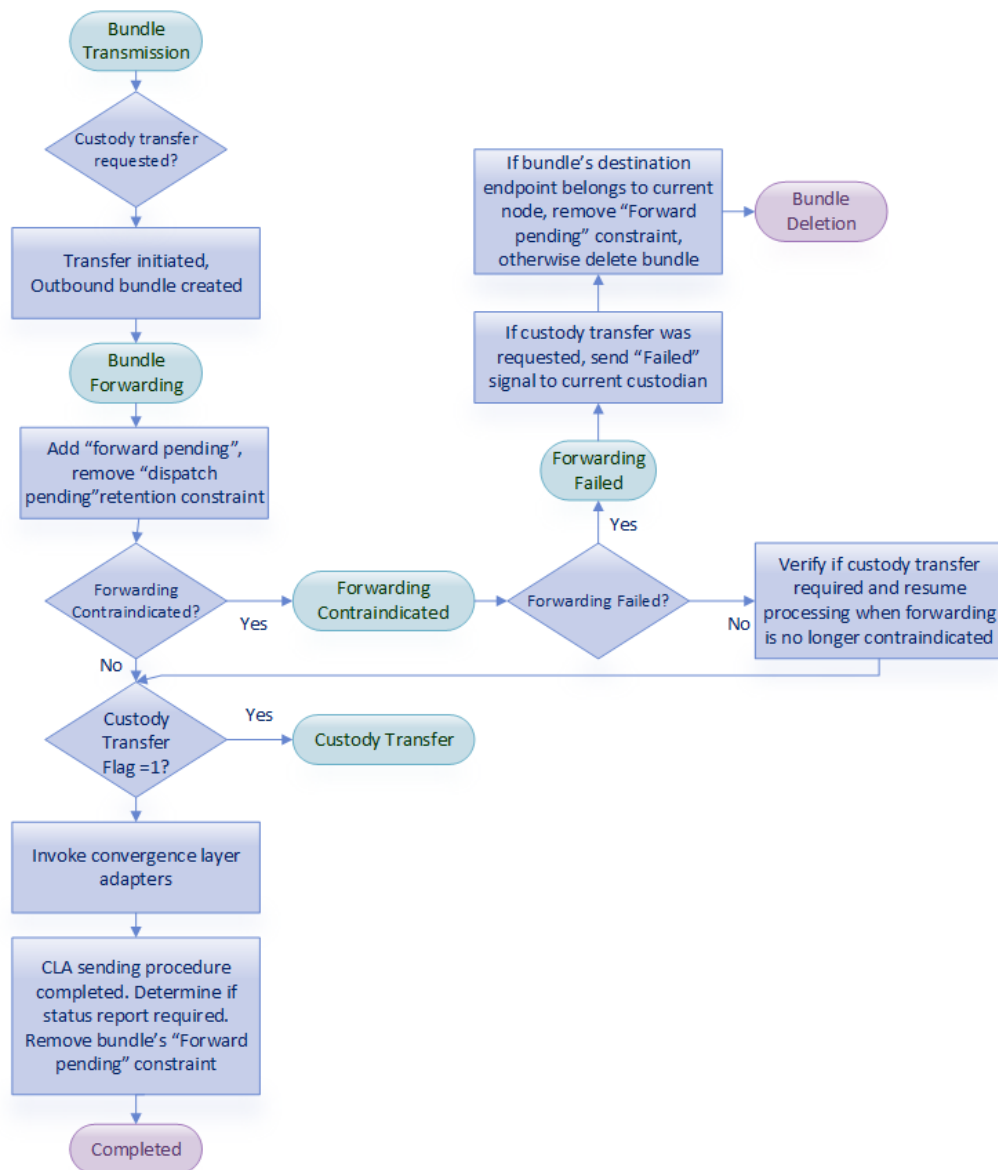 Bundle
Transmission
Custody transfer
requested?
Transfer initiated,
Outbound bundle created
Bundle
Forwarding
Add “forward pending”,
remove “dispatch
pending”retention constraint
Forwarding
Contraindicated?
Yes
No
Forwarding
Contraindicated
Forwarding Failed?
Yes
No
Forwarding
Failed
If custody transfer was
requested, send “Failed”
signal to current custodian
If bundle’s destination
endpoint belongs to current
node, remove “Forward
pending” constraint,
otherwise delete bundle
Bundle
Deletion
Verify if custody transfer
required and resume
processing when forwarding
is no longer contraindicated
Custody
Transfer
Flag =1?
Yes
Custody Transfer
Invoke convergence layer
adapters
CLA sending procedure
completed. Determine if
status report required.
Remove bundle’s “Forward
pending” constraint
Completed